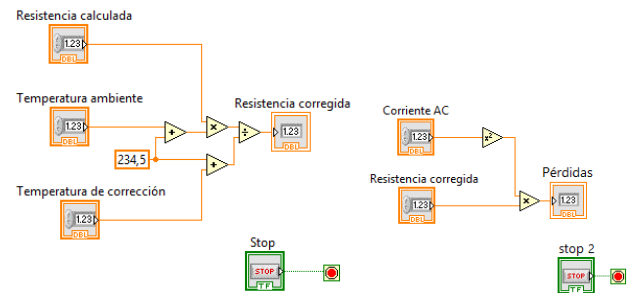 Resistencia calculada
1.23
DBL
Temperatura ambiente
1.23
DBL
234,5
Temperatura de corrección
1.23
DBL
+
×
+
÷
Resistencia corregida
1.23
DBL
Corriente AC
1.23
DBL
x²
Resistencia corregida
1.23
DBL
×
Pérdidas
1.23
DBL
Stop
STOP
TF
stop 2
STOP
TF